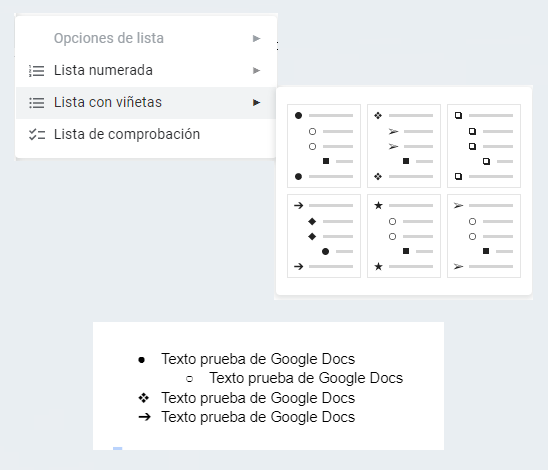 Opciones de lista
Lista numerada
Lista con viñetas
Lista de comprobación
● Texto prueba de Google Docs
○ Texto prueba de Google Docs
❖ Texto prueba de Google Docs
➔ Texto prueba de Google Docs